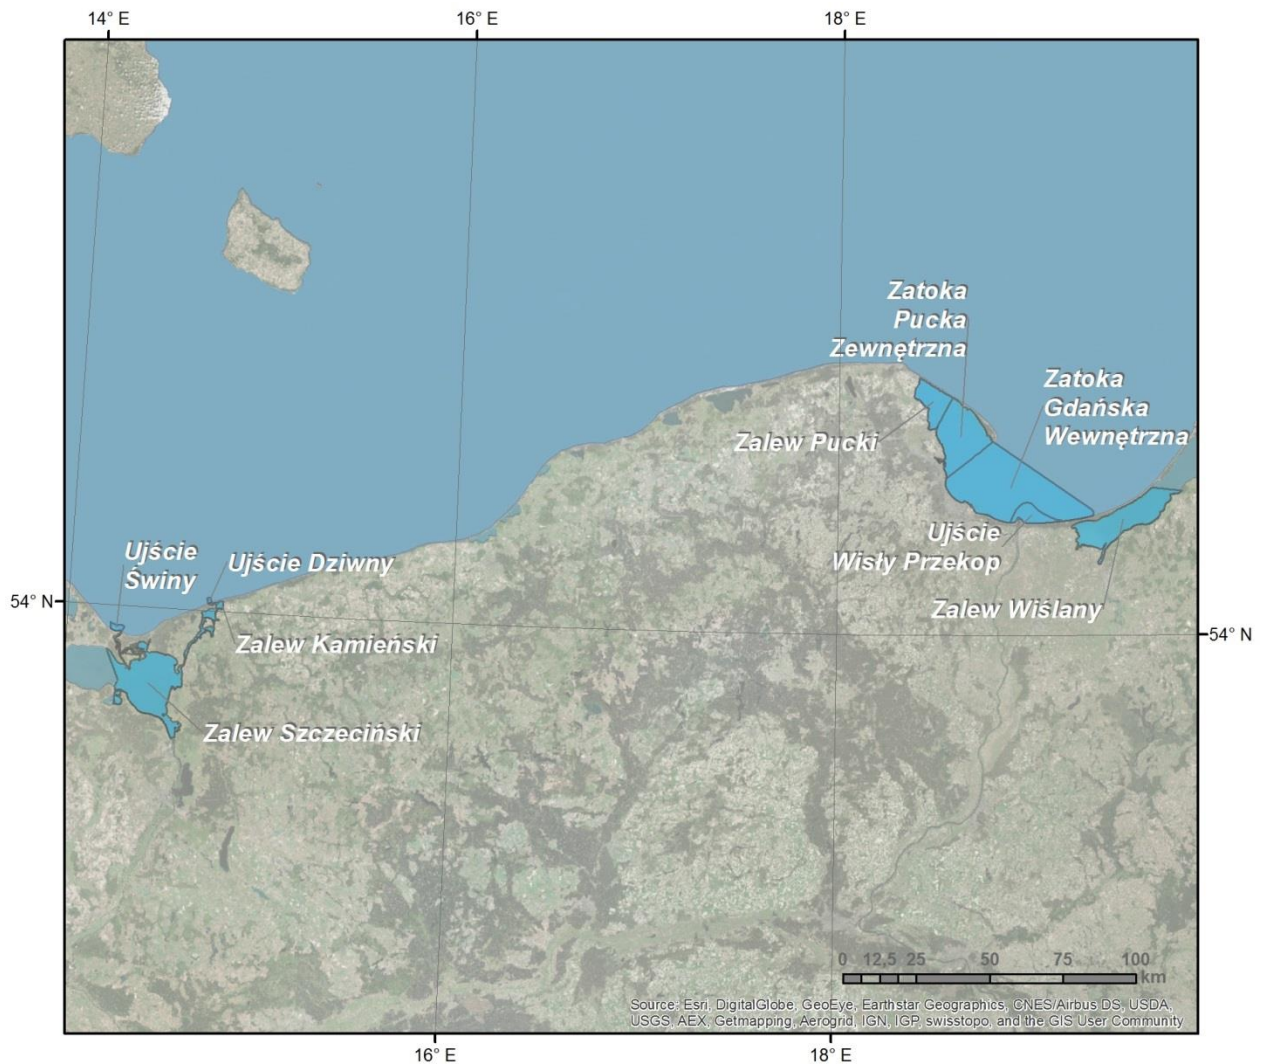 14° E
16° E
18° E
Zatoka
Pucka
Zewnętrzna
Zatoka
Gdańska
Wewnętrzna
Zalew Pucki
Ujście
Wisły Przekop
Ujście
Świny
Ujście Dziwny
54° N
Zalew Wiślany
54° N
Zalew Kamieński
Zalew Szczeciński
0 12,5 25 50 75 100
km
Source: Esri, DigitalGlobe, GeoEye, Earthstar Geographics, CNES/Airbus DS, USDA,
USGS, AEX, Getmapping, Aerogrid, IGN, IGP, swisstopo, and the GIS User Community
16° E
18° E